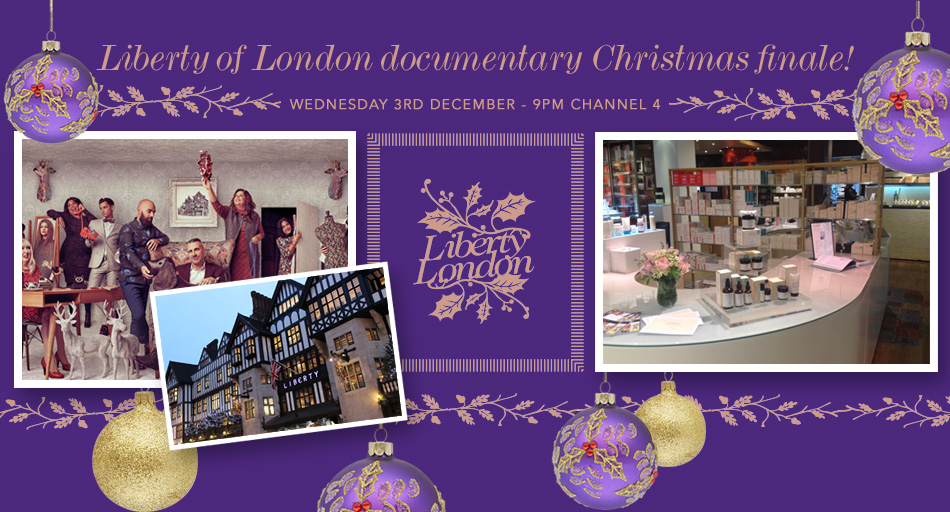 Liberty of London documentary Christmas finale!
WEDNESDAY 3RD DECEMBER - 9PM CHANNEL 4
Liberty
London
LIBERTY